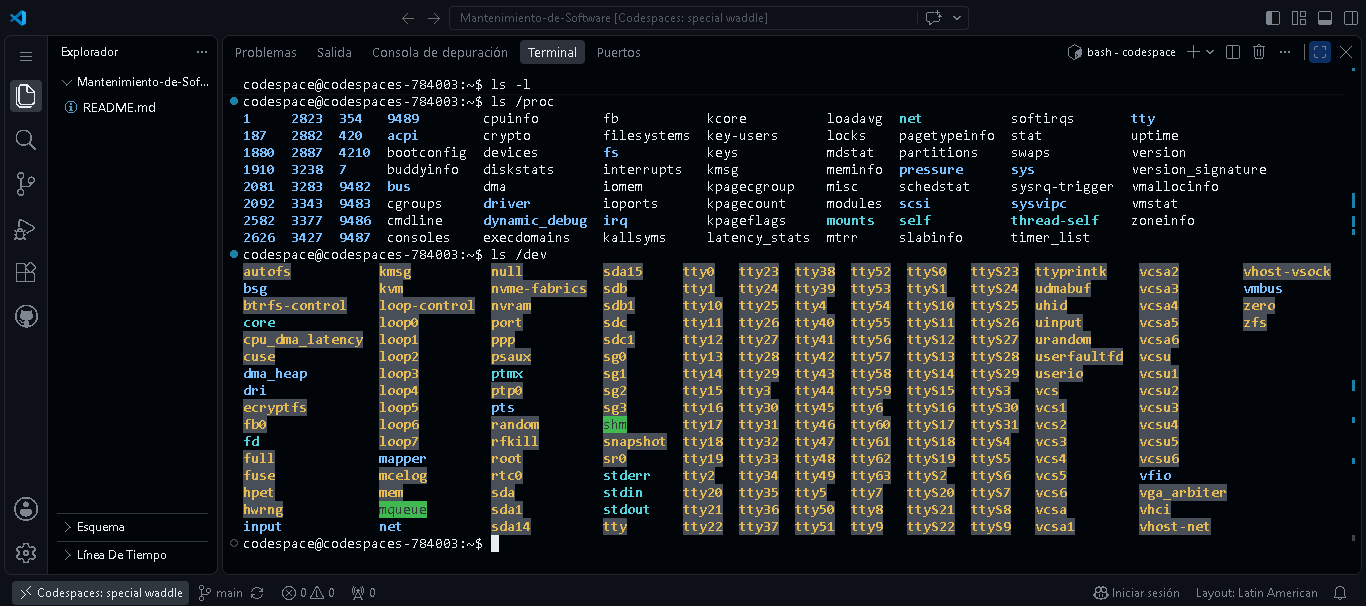 Mantenimiento-de-Software [Codespaces: special waddle]
Explorador
Problemas Salida Consola de depuración Terminal Puertos
bash - codespace
Mantenimiento-de-Sof...
README.md
codespace@codespaces-784003:~$ ls -l
codespace@codespaces-784003:~$ ls /proc
1 2823 354 9489 cpuinfo fb kcore loadavg net softirqs tty
187 2882 420 acpi crypto filesystems key-users locks pagetypeinfo stat uptime
1880 2887 4210 bootconfig devices fs keys mdstat partitions swaps version
1910 3238 7 buddyinfo diskstats interrupts kmsg meminfo pressure sys version_signature
2081 3283 9482 bus dma iomem kpagecgroup misc schedstat sysrq-trigger vmallocinfo
2092 3343 9483 cgroups driver ioports kpagecount modules scsi sysvipc vmstat
2582 3377 9486 cmdline dynamic_debug irq kpageflags mounts self thread-self zoneinfo
2626 3427 9487 consoles execdomains kallsyms latency_stats mtrr slabinfo timer_list
codespace@codespaces-784003:~$ ls /dev
autofs kmsg null sda15 tty0 tty23 tty38 tty52 ttyS0 ttyS23 ttyprintk vcsa2 vhost-vsock
bsg kvm nvme-fabrics sdb tty1 tty24 tty39 tty53 ttyS1 ttyS24 udmabuf vcsa3 vmbus
btrfs-control loop-control nvram sdb1 tty10 tty25 tty4 tty54 ttyS10 ttyS25 uhid vcsa4 zero
core loop0 port sdc tty11 tty26 tty40 tty55 ttyS11 ttyS26 uinput vcsa5 zfs
cpu_dma_latency loop1 ppp sdc1 tty12 tty27 tty41 tty56 ttyS12 ttyS27 urandom vcsa6
cuse loop2 psaux sg0 tty13 tty28 tty42 tty57 ttyS13 ttyS28 userfaultfd vcsu
dma_heap loop3 ptmx sg1 tty14 tty29 tty43 tty58 ttyS14 ttyS29 userio vcsu1
dri loop4 ptp0 sg2 tty15 tty3 tty44 tty59 ttyS15 ttyS3 vcs vcsu2
ecryptfs loop5 pts sg3 tty16 tty30 tty45 tty6 ttyS16 ttyS30 vcs1 vcsu3
fb0 loop6 random shm tty17 tty31 tty46 tty60 ttyS17 ttyS31 vcs2 vcsu4
fd loop7 rfkill snapshot tty18 tty32 tty47 tty61 ttyS18 ttyS4 vcs3 vcsu5
full mapper root sr0 tty19 tty33 tty48 tty62 ttyS19 ttyS5 vcs4 vcsu6
fuse mcelog rtc0 stderr tty2 tty34 tty49 tty63 ttyS2 ttyS6 vcs5 vfio
hpet mem sda stdin tty20 tty35 tty5 tty7 ttyS20 ttyS7 vcs6 vga_arbiter
hwrng mqueue sda1 stdout tty21 tty36 tty50 tty8 ttyS21 ttyS8 vcsa vhci
input net sda14 tty tty22 tty37 tty51 tty9 ttyS22 ttyS9 vcsa1 vhost-net
codespace@codespaces-784003:~$
Esquema
Línea De Tiempo
Codespaces: special waddle main 0 0 0 Iniciar sesión Layout: Latin American